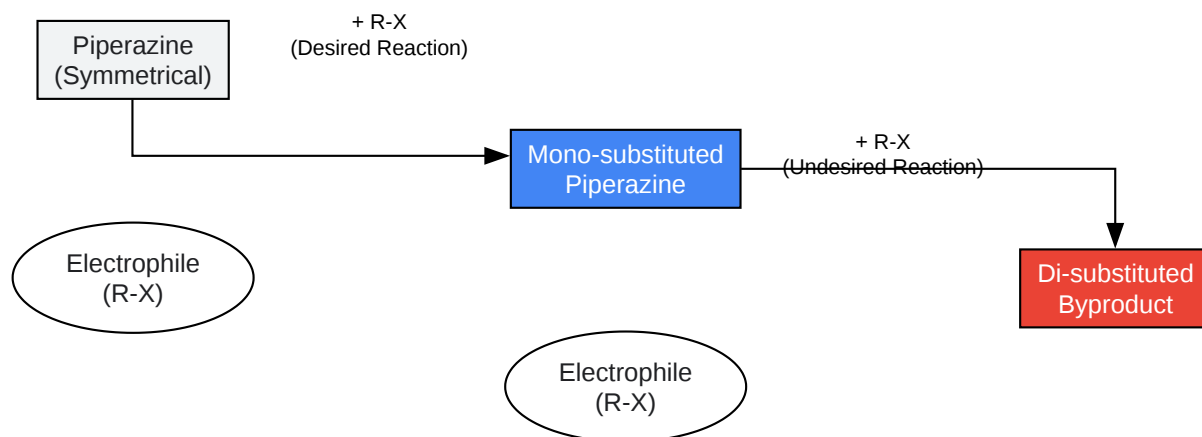 Piperazine
(Symmetrical)
+ R-X
(Desired Reaction)
Mono-substituted
Piperazine
+ R-X
(Undesired Reaction)
Electrophile
(R-X)
Di-substituted
Byproduct
Electrophile
(R-X)